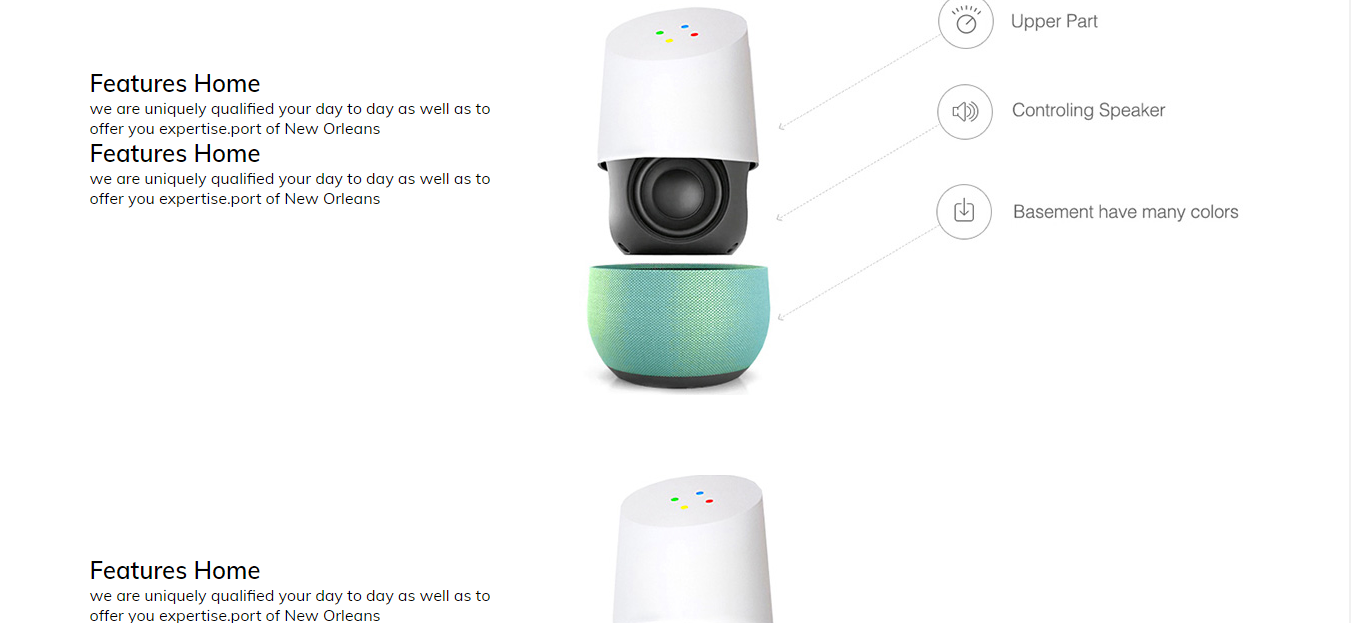 Features Home
we are uniquely qualified your day to day as well as to
offer you expertise.port of New Orleans
Features Home
we are uniquely qualified your day to day as well as to
offer you expertise.port of New Orleans
Upper Part
Controling Speaker
Basement have many colors
Features Home
we are uniquely qualified your day to day as well as to
offer you expertise.port of New Orleans